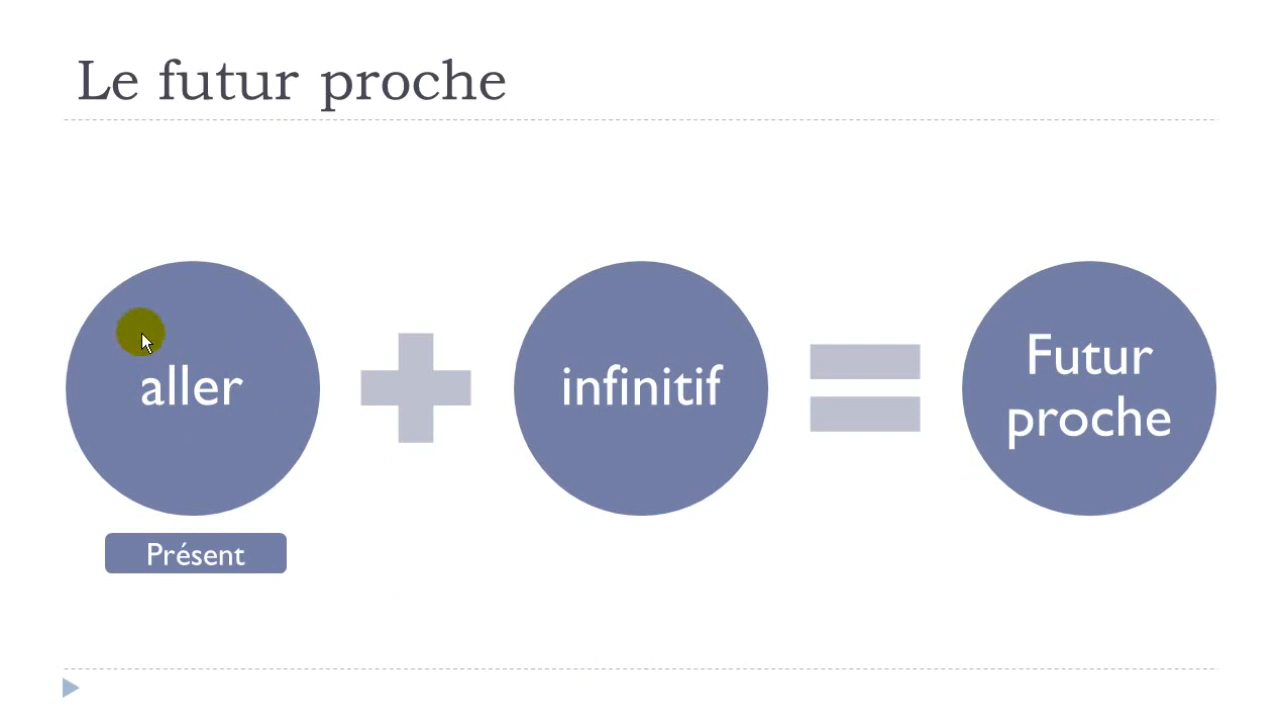 Le futur proche
aller
infinitif
Futur
proche
Présent